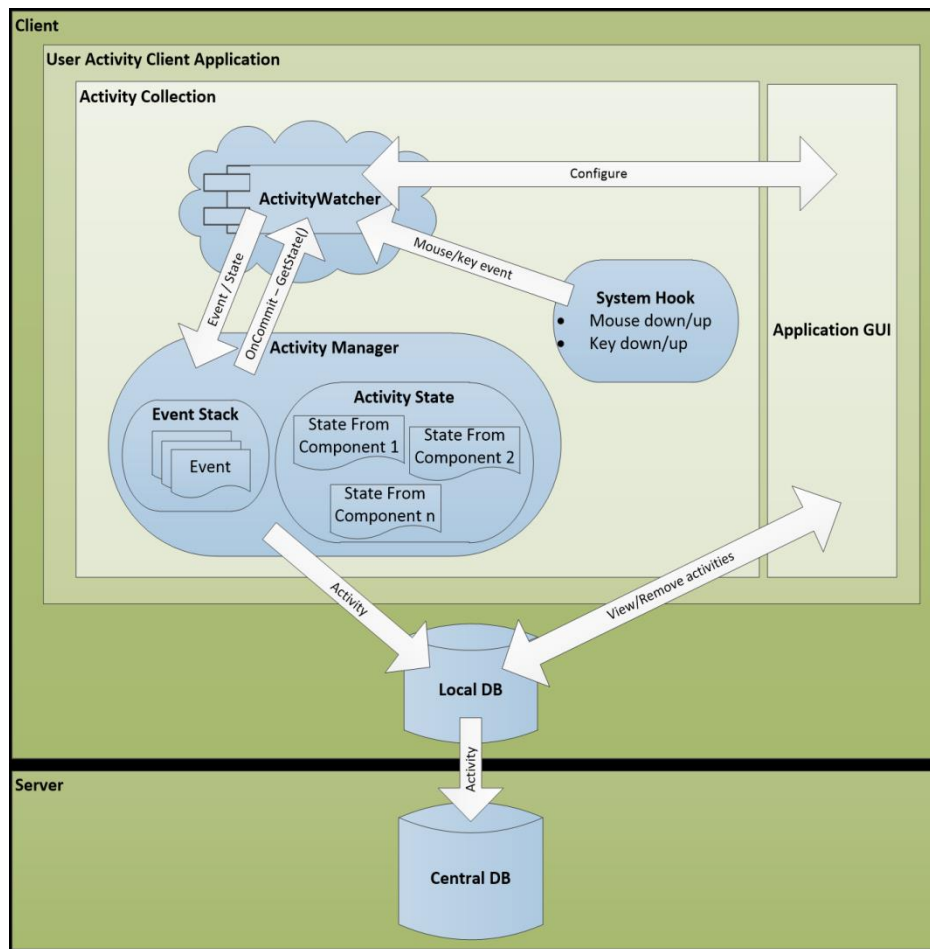 Client
User Activity Client Application
Activity Collection
ActivityWatcher
Configure
Mouse/key event
Event / State
OnCommit – GetState()
System Hook
• Mouse down/up
• Key down/up
Application GUI
Activity Manager
Event Stack
Event
Activity State
State From
Component 1
State From
Component 2
State From
Component n
Activity
View/Remove activities
Local DB
Activity
Server
Central DB